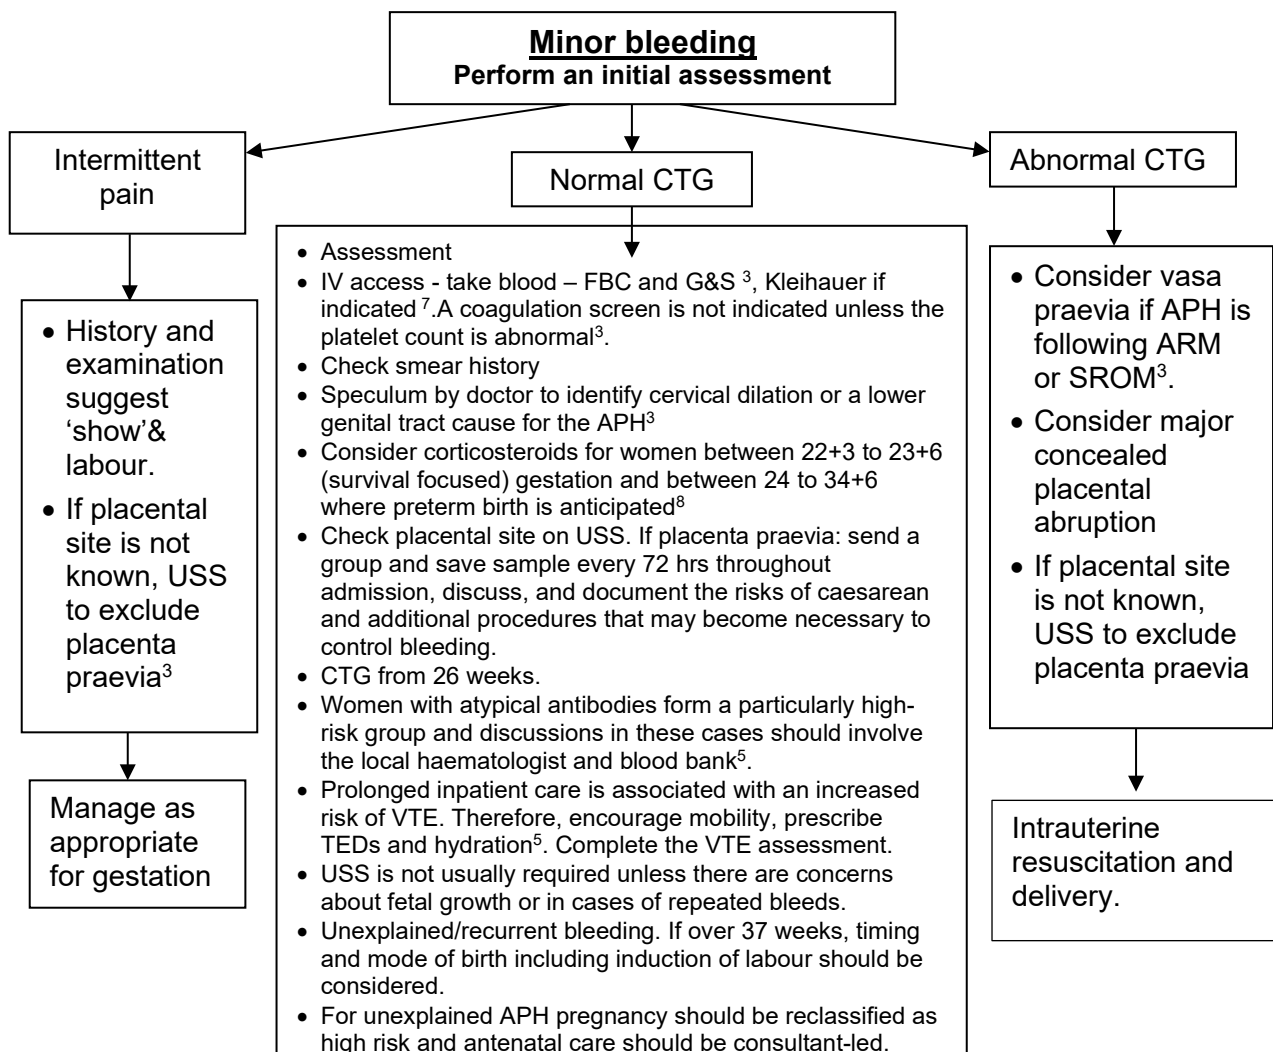 Minor bleeding
Perform an initial assessment
Intermittent
pain
Normal CTG
Abnormal CTG
• History and
examination
suggest
‘show’&
labour.
• If placental
site is not
known, USS
to exclude
placenta
praevia³
Manage as
appropriate
for gestation
• Assessment
• IV access - take blood – FBC and G&S ³, Kleihauer if
indicated ⁷.A coagulation screen is not indicated unless the
platelet count is abnormal³.
• Check smear history
• Speculum by doctor to identify cervical dilation or a lower
genital tract cause for the APH³
• Consider corticosteroids for women between 22+3 to 23+6
(survival focused) gestation and between 24 to 34+6
where preterm birth is anticipated⁸
• Check placental site on USS. If placenta praevia: send a
group and save sample every 72 hrs throughout
admission, discuss, and document the risks of caesarean
and additional procedures that may become necessary to
control bleeding.
• CTG from 26 weeks.
• Women with atypical antibodies form a particularly high-
risk group and discussions in these cases should involve
the local haematologist and blood bank⁵.
• Prolonged inpatient care is associated with an increased
risk of VTE. Therefore, encourage mobility, prescribe
TEDs and hydration⁵. Complete the VTE assessment.
• USS is not usually required unless there are concerns
about fetal growth or in cases of repeated bleeds.
• Unexplained/recurrent bleeding. If over 37 weeks, timing
and mode of birth including induction of labour should be
considered.
• For unexplained APH pregnancy should be reclassified as
high risk and antenatal care should be consultant-led.
• Consider vasa
praevia if APH is
following ARM
or SROM³.
• Consider major
concealed
placental
abruption
• If placental site
is not known,
USS to exclude
placenta praevia
Intrauterine
resuscitation and
delivery.